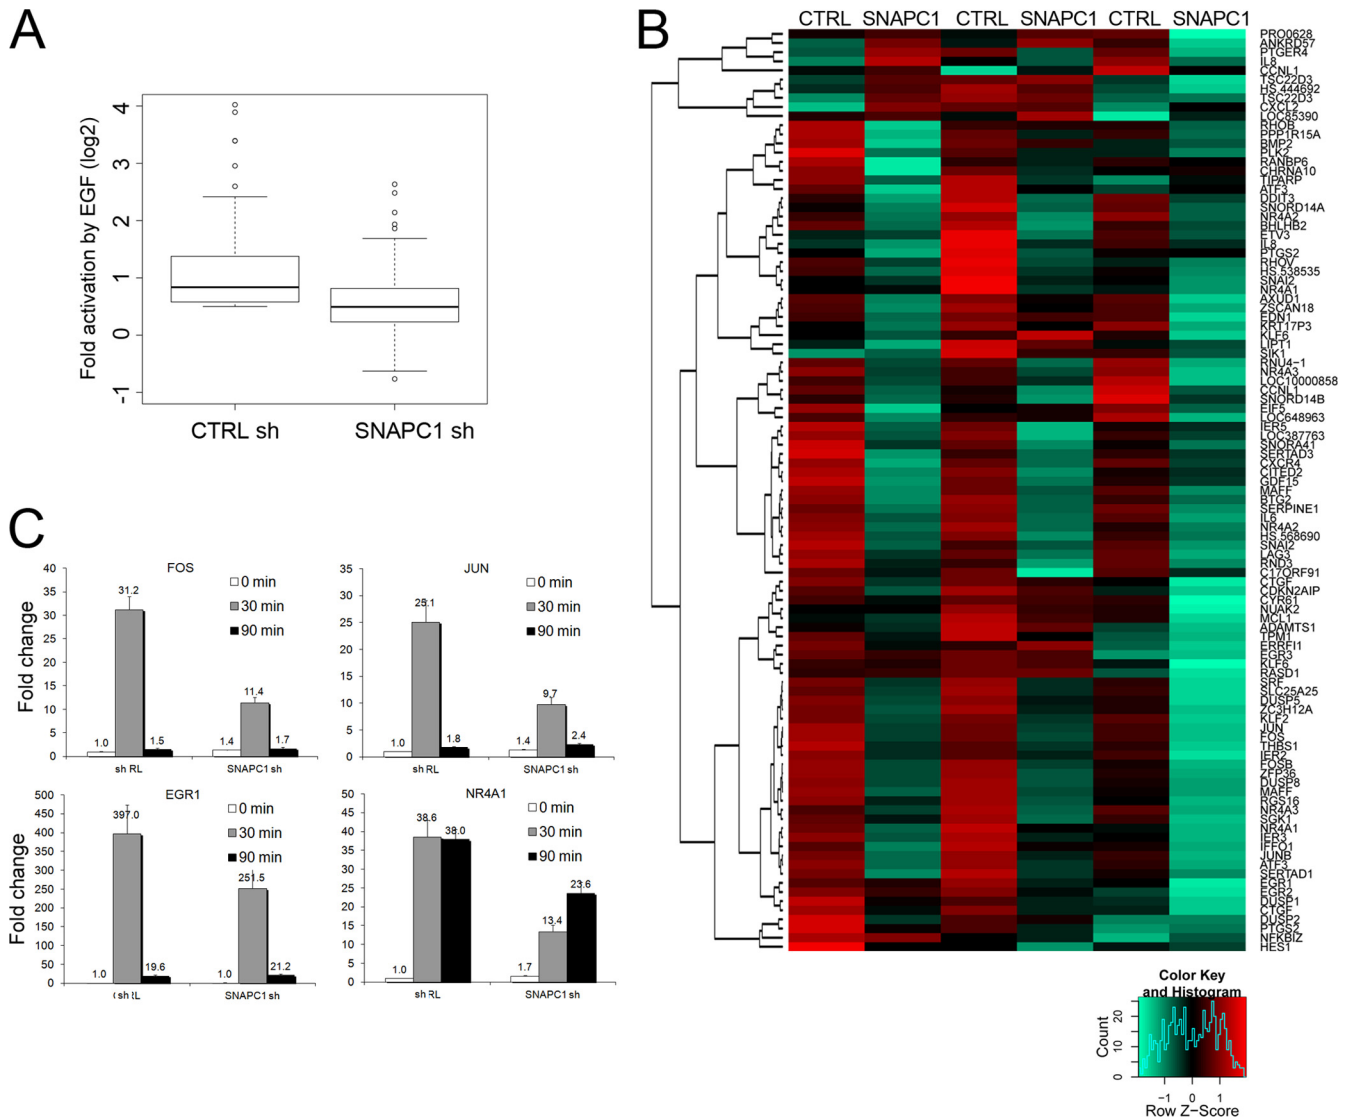 A
Fold activation by EGF (log2)
4
3
2
1
0
-1
CTRL sh
SNAPC1 sh
B
CTRL SNAPC1 CTRL SNAPC1 CTRL SNAPC1
PRO0628
ANKRD57
PTGER4
IL8
CCNL1
TSC22D3
HS.444692
TSC22D3
CXCL2
LOC85390
RHOB
PPP1R15A
BMP2
PLK2
RANBP6
CHRNA10
TIPARP
ATF3
DDIT3
SNORD14A
NR4A2
BHLHB2
ETV3
IL8
PTGS2
RHOV
HS.538535
SNAI2
NR4A1
AXUD1
ZSCAN18
EDN1
KRT17P3
KLF6
LIPT1
SIK1
RNU4-1
NR4A3
LOC10000858
CCNL1
SNORD14B
EIF5
LOC648963
IER5
LOC387763
SNORA41
SERTAD3
CXCR4
CITED2
GDF15
MAFF
BTG2
SERPINE1
IL6
NR4A2
HS.568690
SNAI2
LAG3
RND3
C17ORF91
CTGF
CDKN2AIP
CYR61
NUAK2
MCL1
ADAMTS1
TPM1
ERRFI1
EGR3
KLF6
RASD1
SRF
SLC25A25
DUSP5
ZC3H12A
KLF2
JUN
FOS
THBS1
IER2
FOSB
ZFP36
DUSP8
MAFF
RGS16
NR4A3
SGK1
NR4A1
IER3
IFFO1
JUNB
ATF3
SERTAD1
EGR1
EGR2
DUSP1
CTGF
DUSP2
PTGS2
NFKBIZ
HES1
Color Key
and Histogram
Count
0 10 20
-1 0 1
Row Z-Score
C
FOS
Fold change
40
35
30
25
20
15
10
5
0
1.0 31.2 1.5
1.4 11.4 1.7
0 min
30 min
90 min
sh RL
SNAPC1 sh
JUN
35
30
25
20
15
10
5
0
1.0 25.1 1.8
1.4 9.7 2.4
0 min
30 min
90 min
sh RL
SNAPC1 sh
EGR1
Fold change
500
450
400
350
300
250
200
150
100
50
0
1.0 397.0 19.6
1.0 251.5 21.2
0 min
30 min
90 min
sh
SNAPC1 sh
NR4A1
50
45
40
35
30
25
20
15
10
5
0
1.0 38.6 38.0
1.7 13.4 23.6
0 min
30 min
90 min
sh RL
SNAPC1 sh